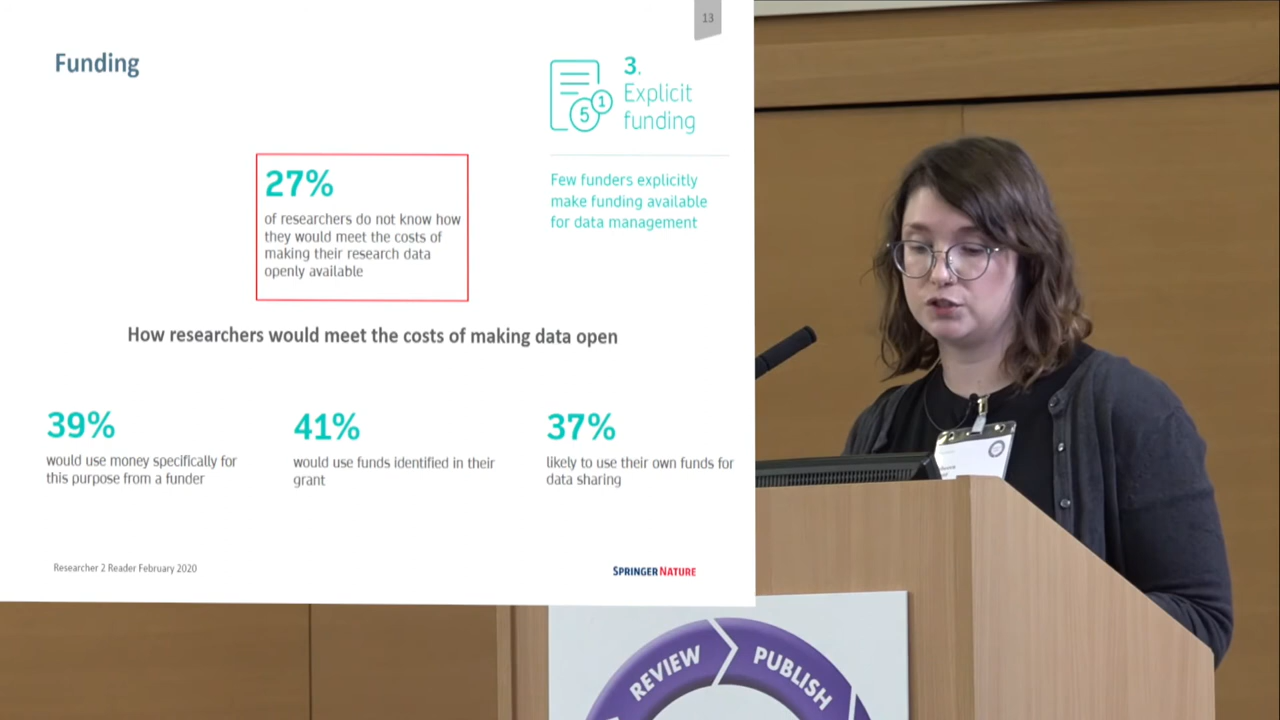 13
Funding
3.
Explicit
funding
5
1
27%
of researchers do not know how
they would meet the costs of
making their research data
openly available
Few funders explicitly
make funding available
for data management
How researchers would meet the costs of making data open
39%
would use money specifically for
this purpose from a funder
41%
would use funds identified in their
grant
37%
likely to use their own funds for
data sharing
Researcher 2 Reader February 2020
SPRINGER NATURE
REVIEW
PUBLISH